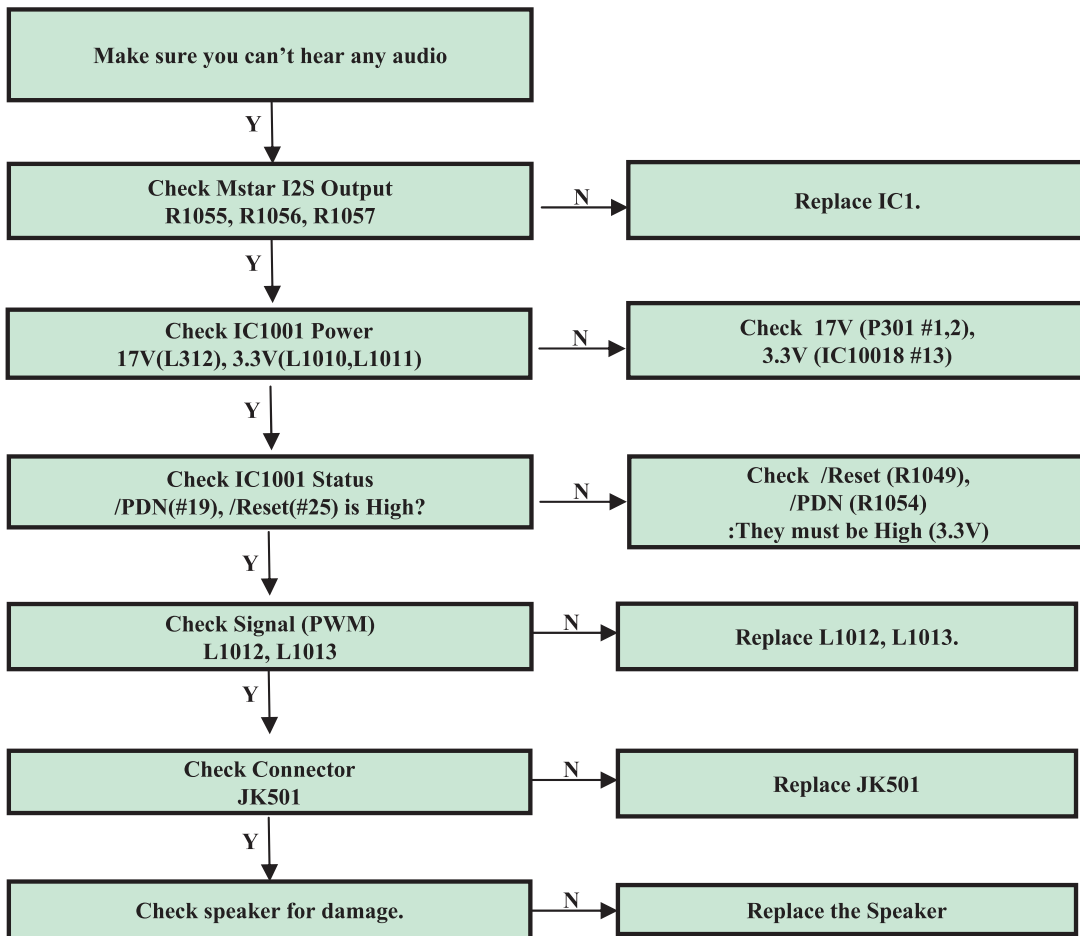 Make sure you can't hear any audio
Y
Check Mstar I2S Output
R1055, R1056, R1057
N
Replace IC1.
Y
Check IC1001 Power
17V(L312), 3.3V(L1010,L1011)
N
Check  17V (P301 #1,2),
3.3V (IC10018 #13)
Y
Check IC1001 Status
/PDN(#19), /Reset(#25) is High?
N
Check  /Reset (R1049),
/PDN (R1054)
:They must be High (3.3V)
Y
Check Signal (PWM)
L1012, L1013
N
Replace L1012, L1013.
Y
Check Connector
JK501
N
Replace JK501
Y
Check speaker for damage.
N
Replace the Speaker